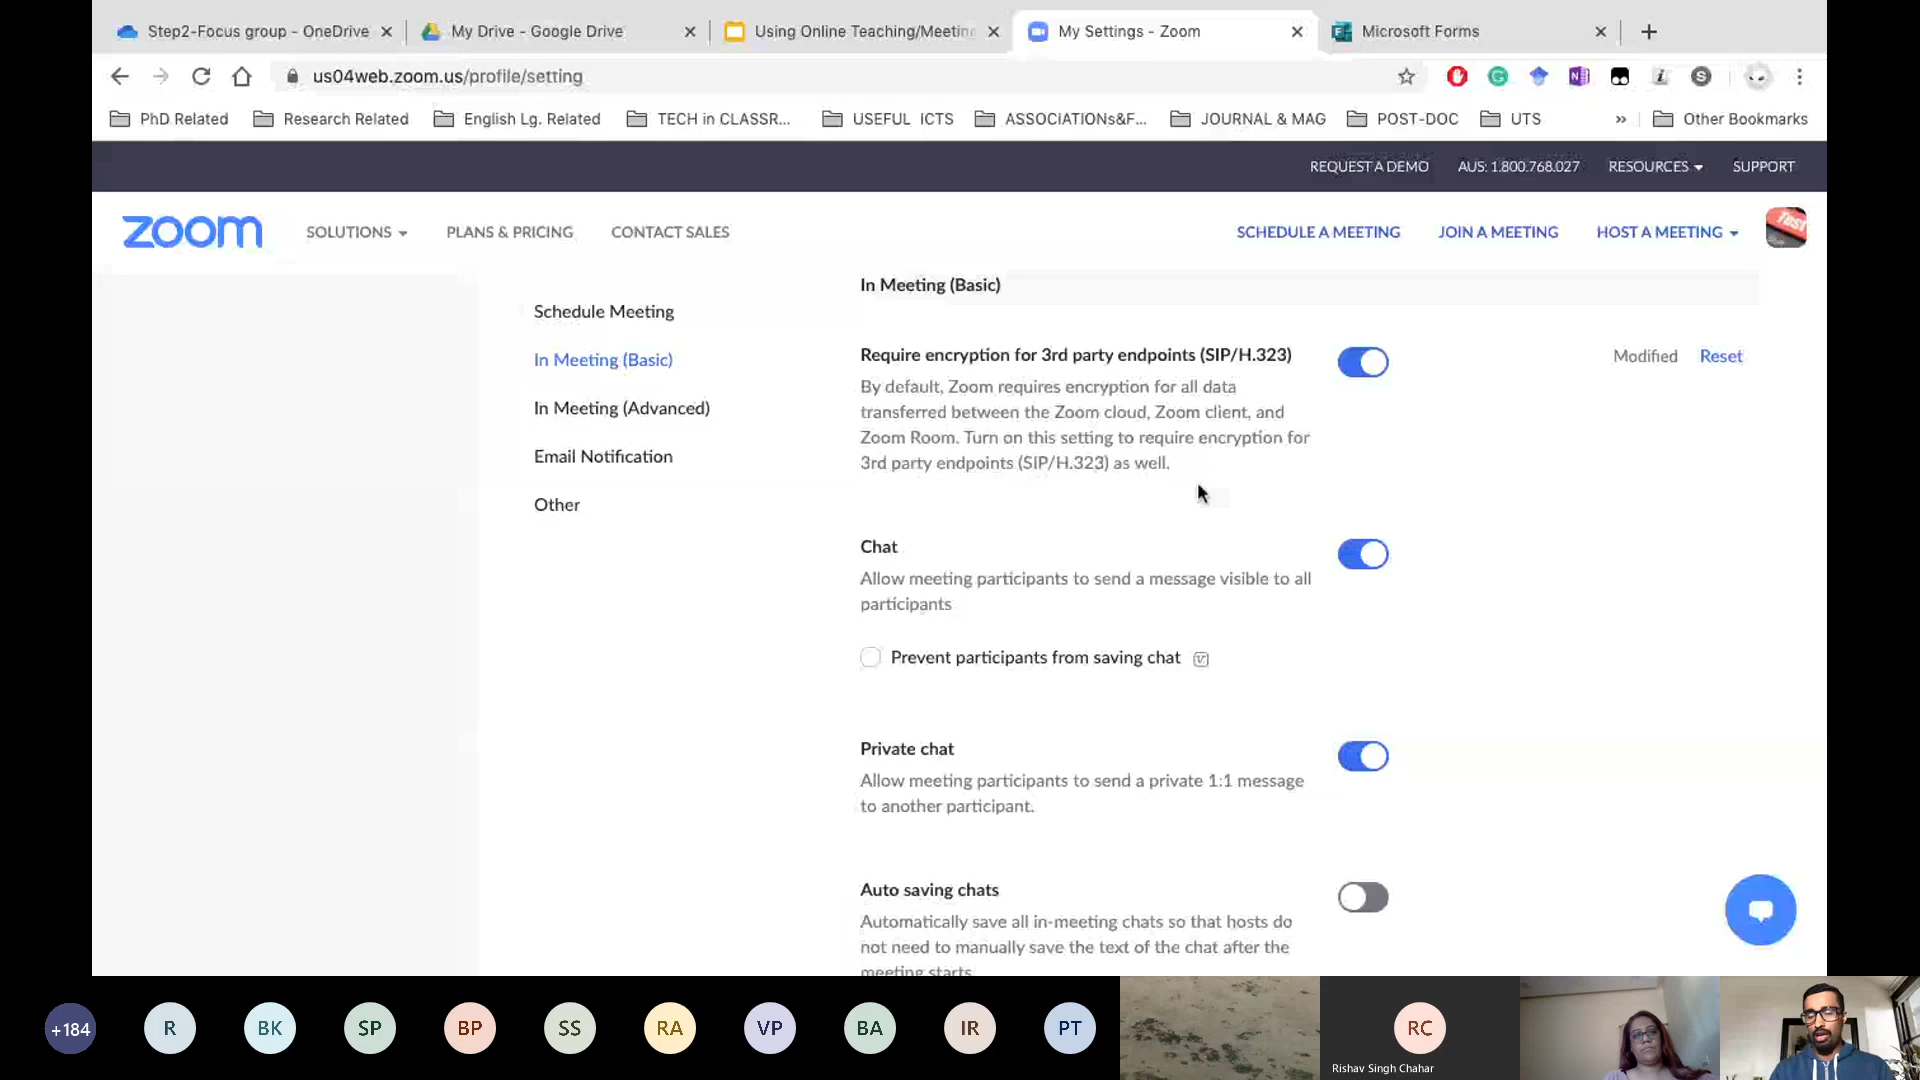 Step2-Focus group - OneDrive
My Drive - Google Drive
Using Online Teaching/Meetin
My Settings - Zoom
Microsoft Forms
us04web.zoom.us/profile/setting
PhD Related
Research Related
English Lg. Related
TECH in CLASSR...
USEFUL ICTS
ASSOCIATIONs&F...
JOURNAL & MAG
POST-DOC
UTS
»
Other Bookmarks
REQUEST A DEMO
AUS: 1.800.768.027
RESOURCES
SUPPORT
zoom
SOLUTIONS
PLANS & PRICING
CONTACT SALES
SCHEDULE A MEETING
JOIN A MEETING
HOST A MEETING
Schedule Meeting
In Meeting (Basic)
In Meeting (Advanced)
Email Notification
Other
In Meeting (Basic)
Require encryption for 3rd party endpoints (SIP/H.323)
Modified
Reset
By default, Zoom requires encryption for all data
transferred between the Zoom cloud, Zoom client, and
Zoom Room. Turn on this setting to require encryption for
3rd party endpoints (SIP/H.323) as well.
Chat
Allow meeting participants to send a message visible to all
participants
Prevent participants from saving chat
Private chat
Allow meeting participants to send a private 1:1 message
to another participant.
Auto saving chats
Automatically save all in-meeting chats so that hosts do
not need to manually save the text of the chat after the
meeting starts.
+184
R
BK
SP
BP
SS
RA
VP
BA
IR
PT
RC
Rishav Singh Chahar